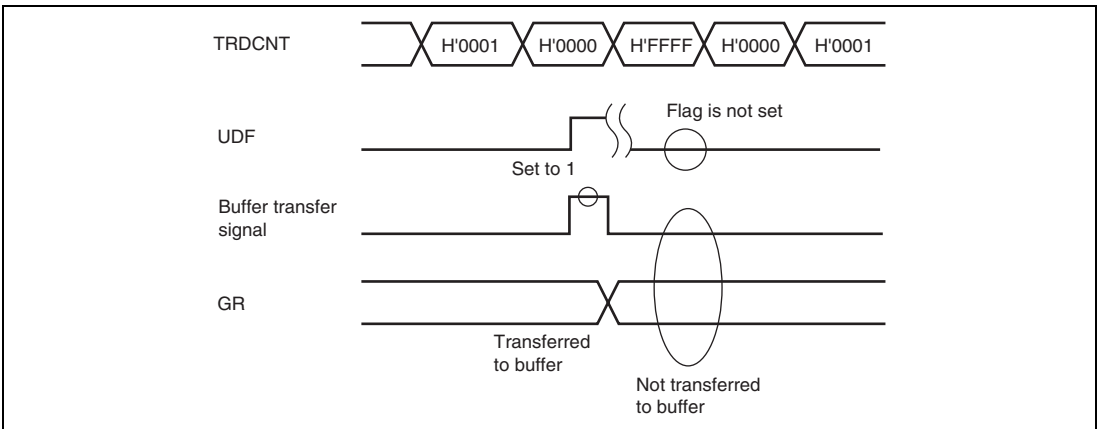 TRDCNT
H'0001
H'0000
H'FFFF
H'0000
H'0001
Flag is not set
UDF
Set to 1
Buffer transfer
signal
GR
Transferred
to buffer
Not transferred
to buffer